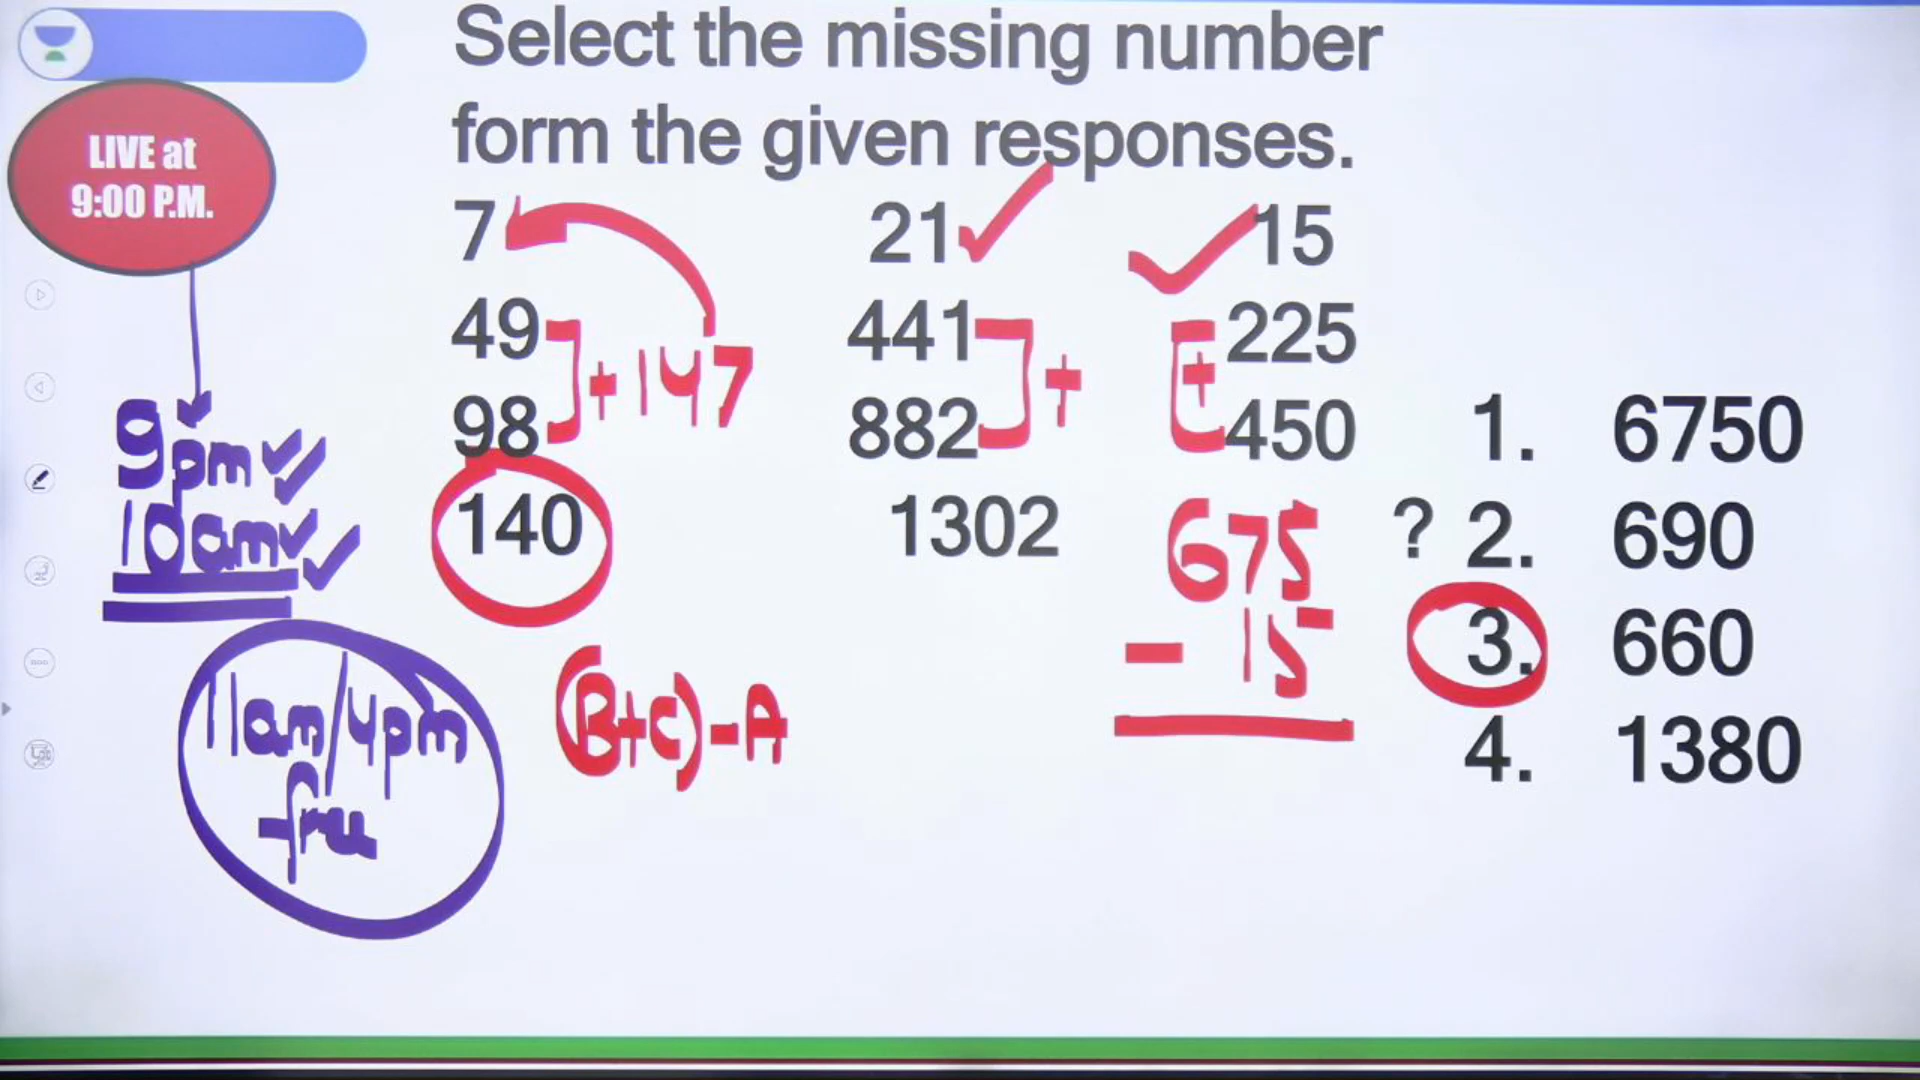 Select the missing number
form the given responses.
LIVE at
9:00 P.M.
7 21 15
49 441 225
98 882 450
140 1302 ?
+ 147
+
+
675
- 15
(B+C)-A
1. 6750
2. 690
3. 660
4. 1380
9pm
10am
11am/4pm
free